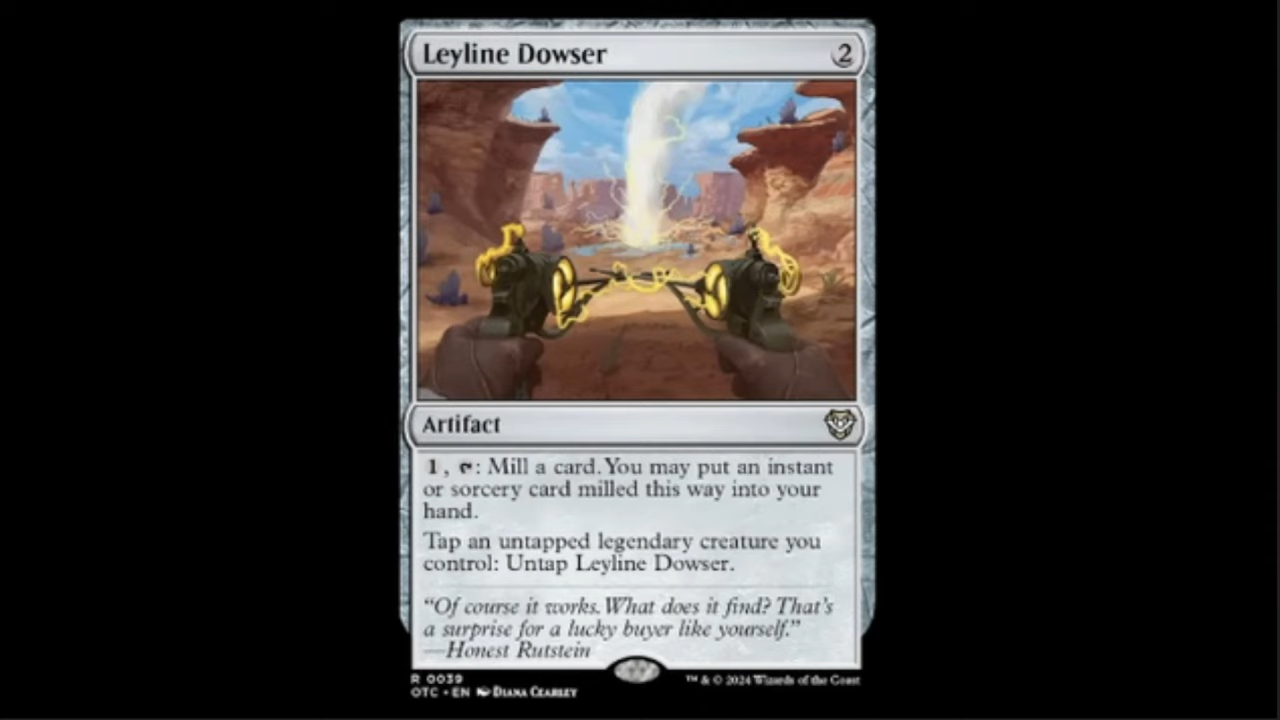 Leyline Dowser 2
Artifact
1, : Mill a card. You may put an instant
or sorcery card milled this way into your
hand.
Tap an untapped legendary creature you
control: Untap Leyline Dowser.
“Of course it works. What does it find? That’s
a surprise for a lucky buyer like yourself.”
—Honest Rutstein
R 0039
OTC • EN DIANA CEARLEY
™ & © 2024 Wizards of the Coast